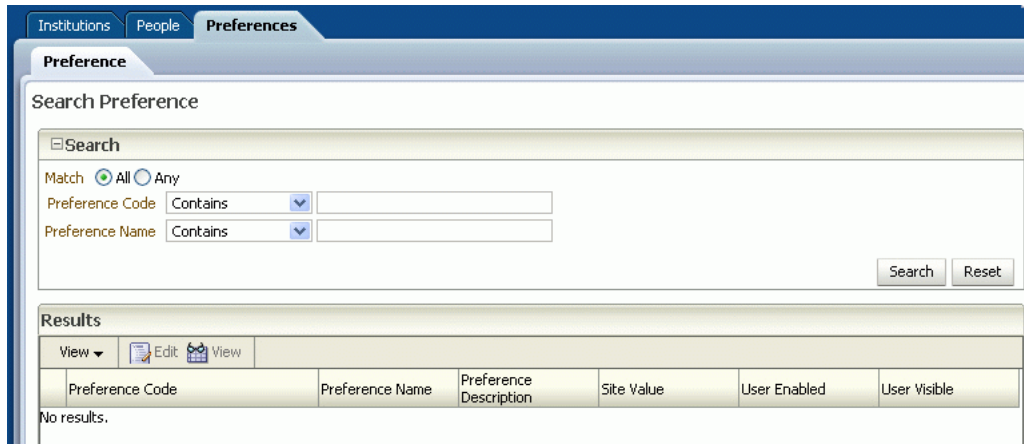 Institutions People Preferences
Preference
Search Preference
Search
Match All Any
Preference Code Contains
Preference Name Contains
Search Reset
Results
View Edit View
Preference Code Preference Name Preference Description Site Value User Enabled User Visible
No results.